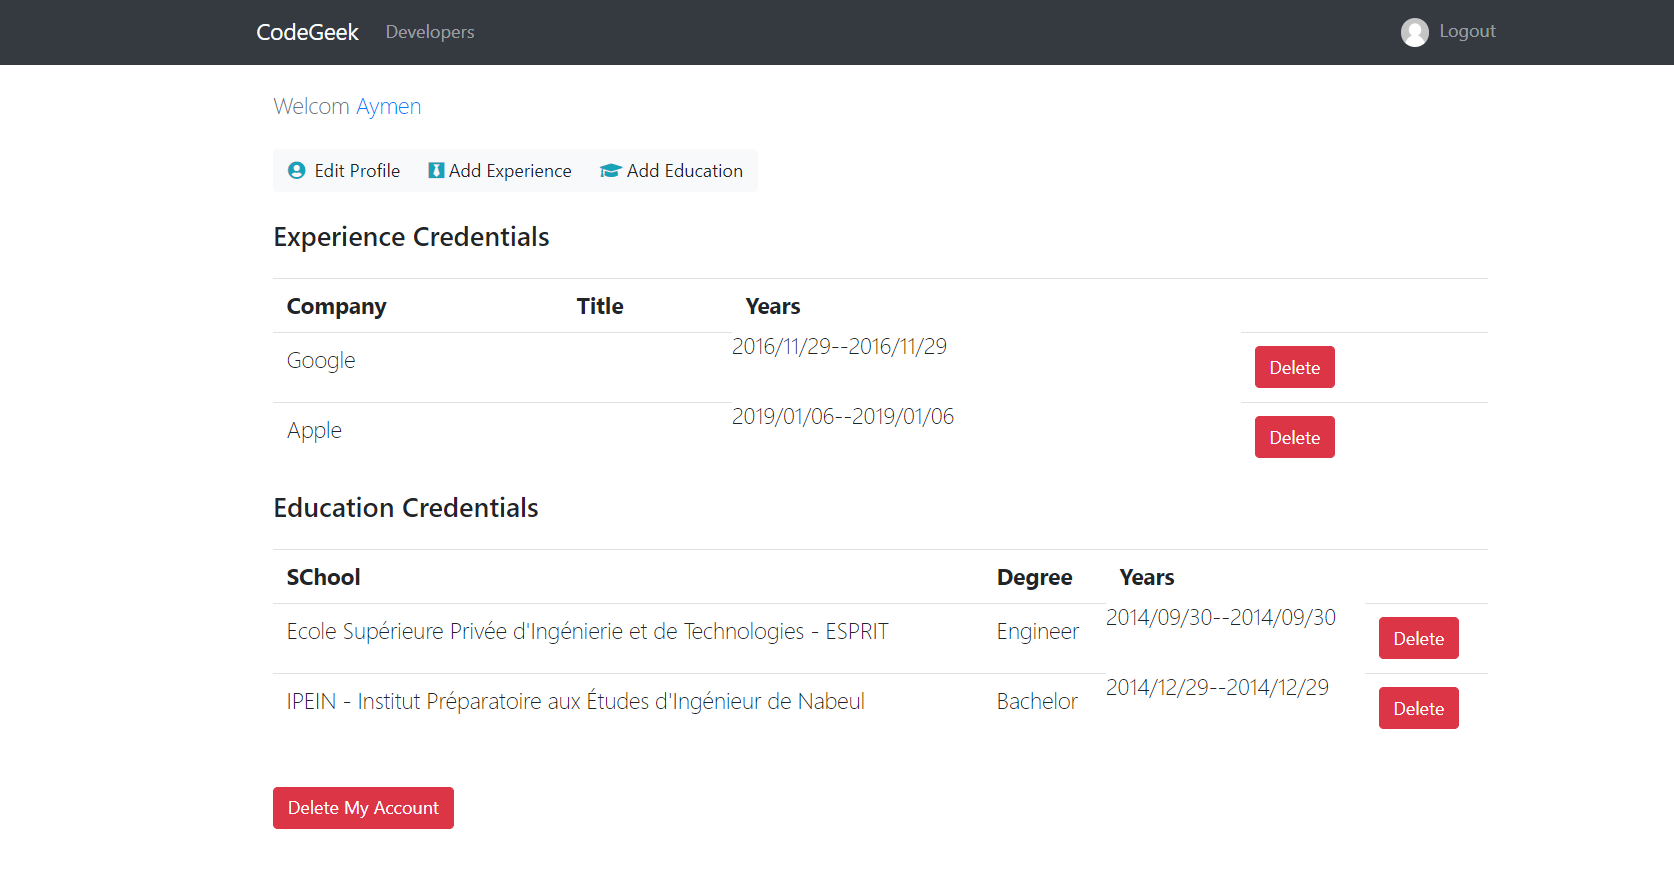 CodeGeek Developers Logout
Welcom Aymen
Edit Profile Add Experience Add Education
Experience Credentials
Company Title Years
Google 2016/11/29--2016/11/29 Delete
Apple 2019/01/06--2019/01/06 Delete
Education Credentials
SChool Degree Years
Ecole Supérieure Privée d'Ingénierie et de Technologies - ESPRIT Engineer 2014/09/30--2014/09/30 Delete
IPEIN - Institut Préparatoire aux Études d'Ingénieur de Nabeul Bachelor 2014/12/29--2014/12/29 Delete
Delete My Account